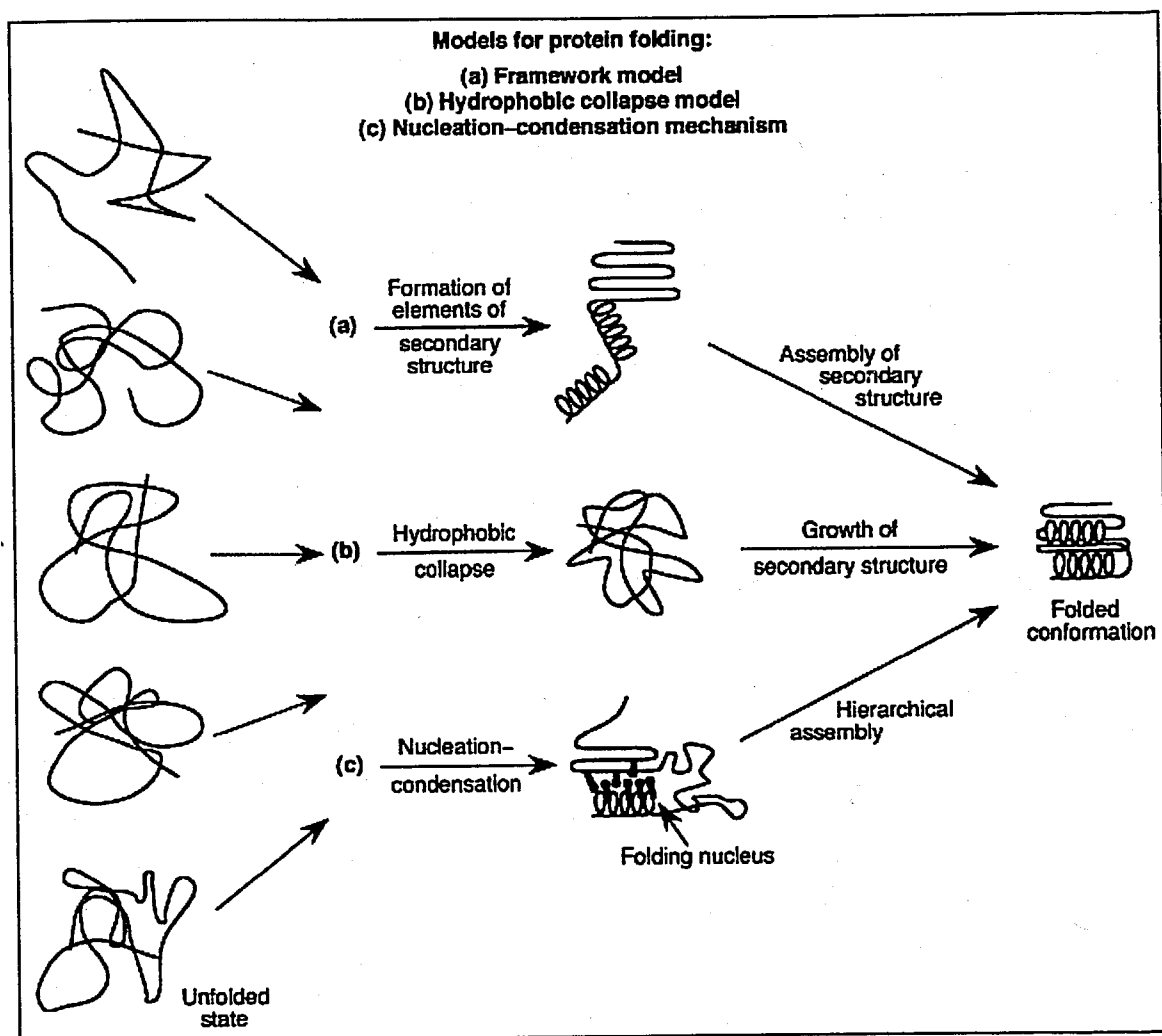 Models for protein folding:
(a) Framework model
(b) Hydrophobic collapse model
(c) Nucleation–condensation mechanism
(a)
Formation of
elements of
secondary
structure
Assembly of
secondary
structure
(b)
Hydrophobic
collapse
Growth of
secondary structure
Folded
conformation
(c)
Nucleation–
condensation
Hierarchical
assembly
Folding nucleus
Unfolded
state